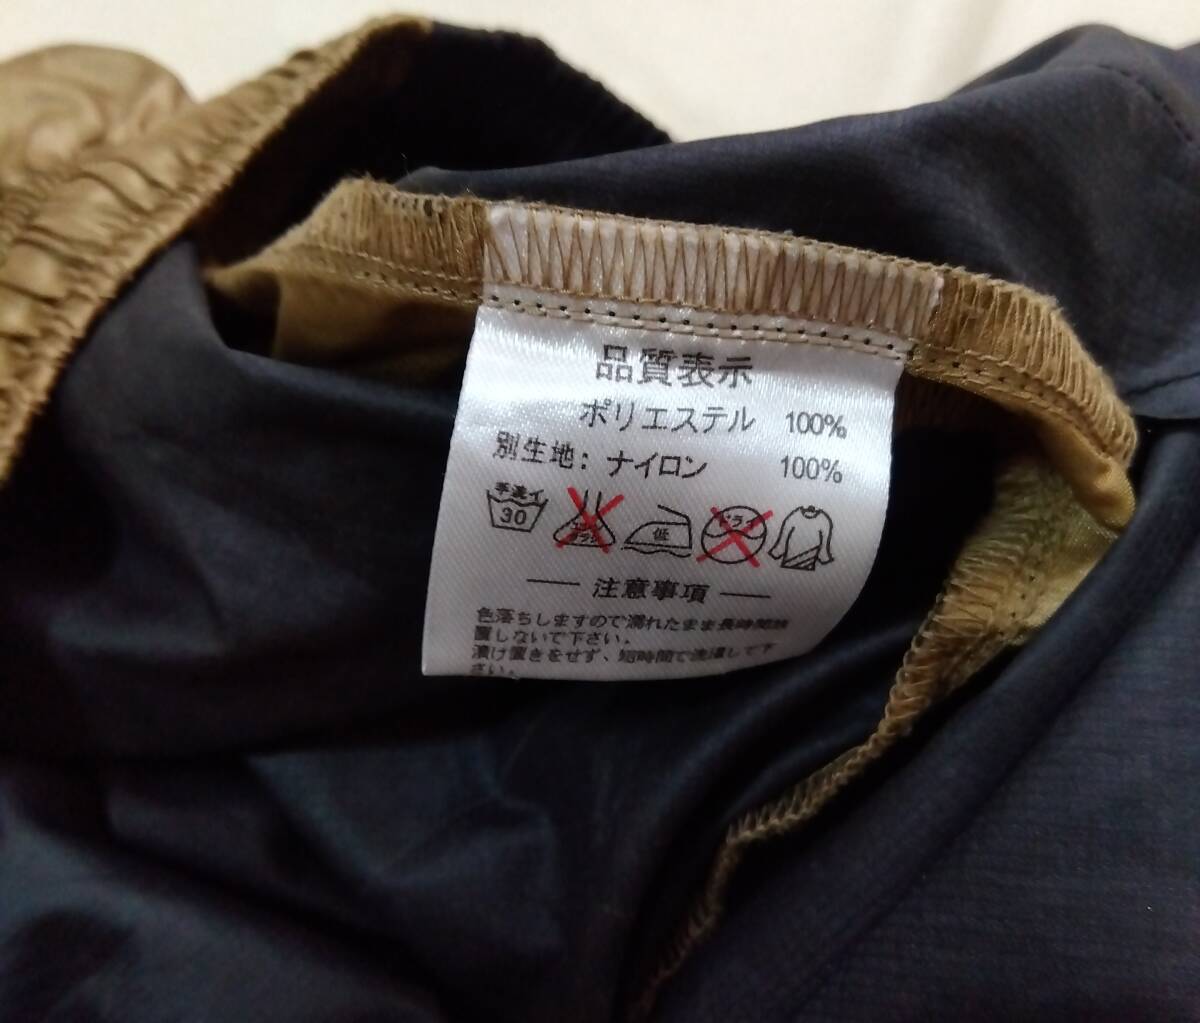 品質表示
ポリエステル 100%
別生地: ナイロン 100%
手洗イ 30 低 ドライ
注意事項
色落ちしますので濡れたまま長時間放
置しないで下さい。
漬け置きをせず、短時間で洗濯して下
さい。